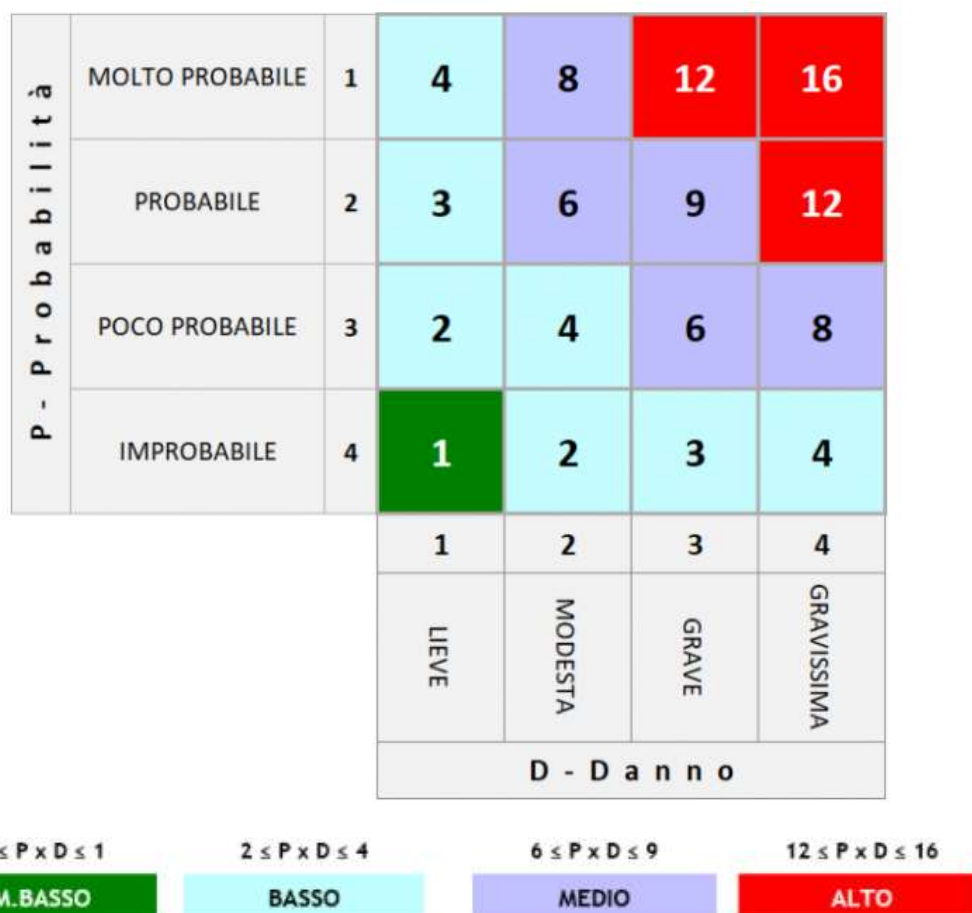 P - Probabilità
MOLTO PROBABILE 1 4 8 12 16
PROBABILE 2 3 6 9 12
POCO PROBABILE 3 2 4 6 8
IMPROBABILE 4 1 2 3 4
1 2 3 4
LIEVE MODESTA GRAVE GRAVISSIMA
D - Danno
≤ P x D ≤ 1 2 ≤ P x D ≤ 4 6 ≤ P x D ≤ 9 12 ≤ P x D ≤ 16
M.BASSO BASSO MEDIO ALTO